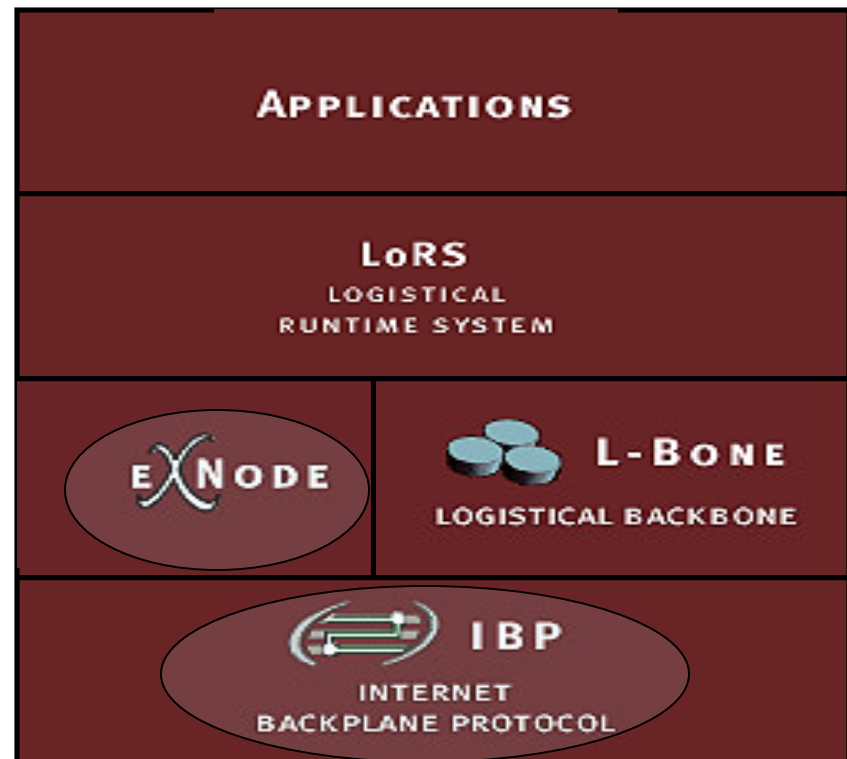 APPLICATIONS
LoRS
LOGISTICAL
RUNTIME SYSTEM
eXNODE
L-BONE
LOGISTICAL BACKBONE
IBP
INTERNET
BACKPLANE PROTOCOL